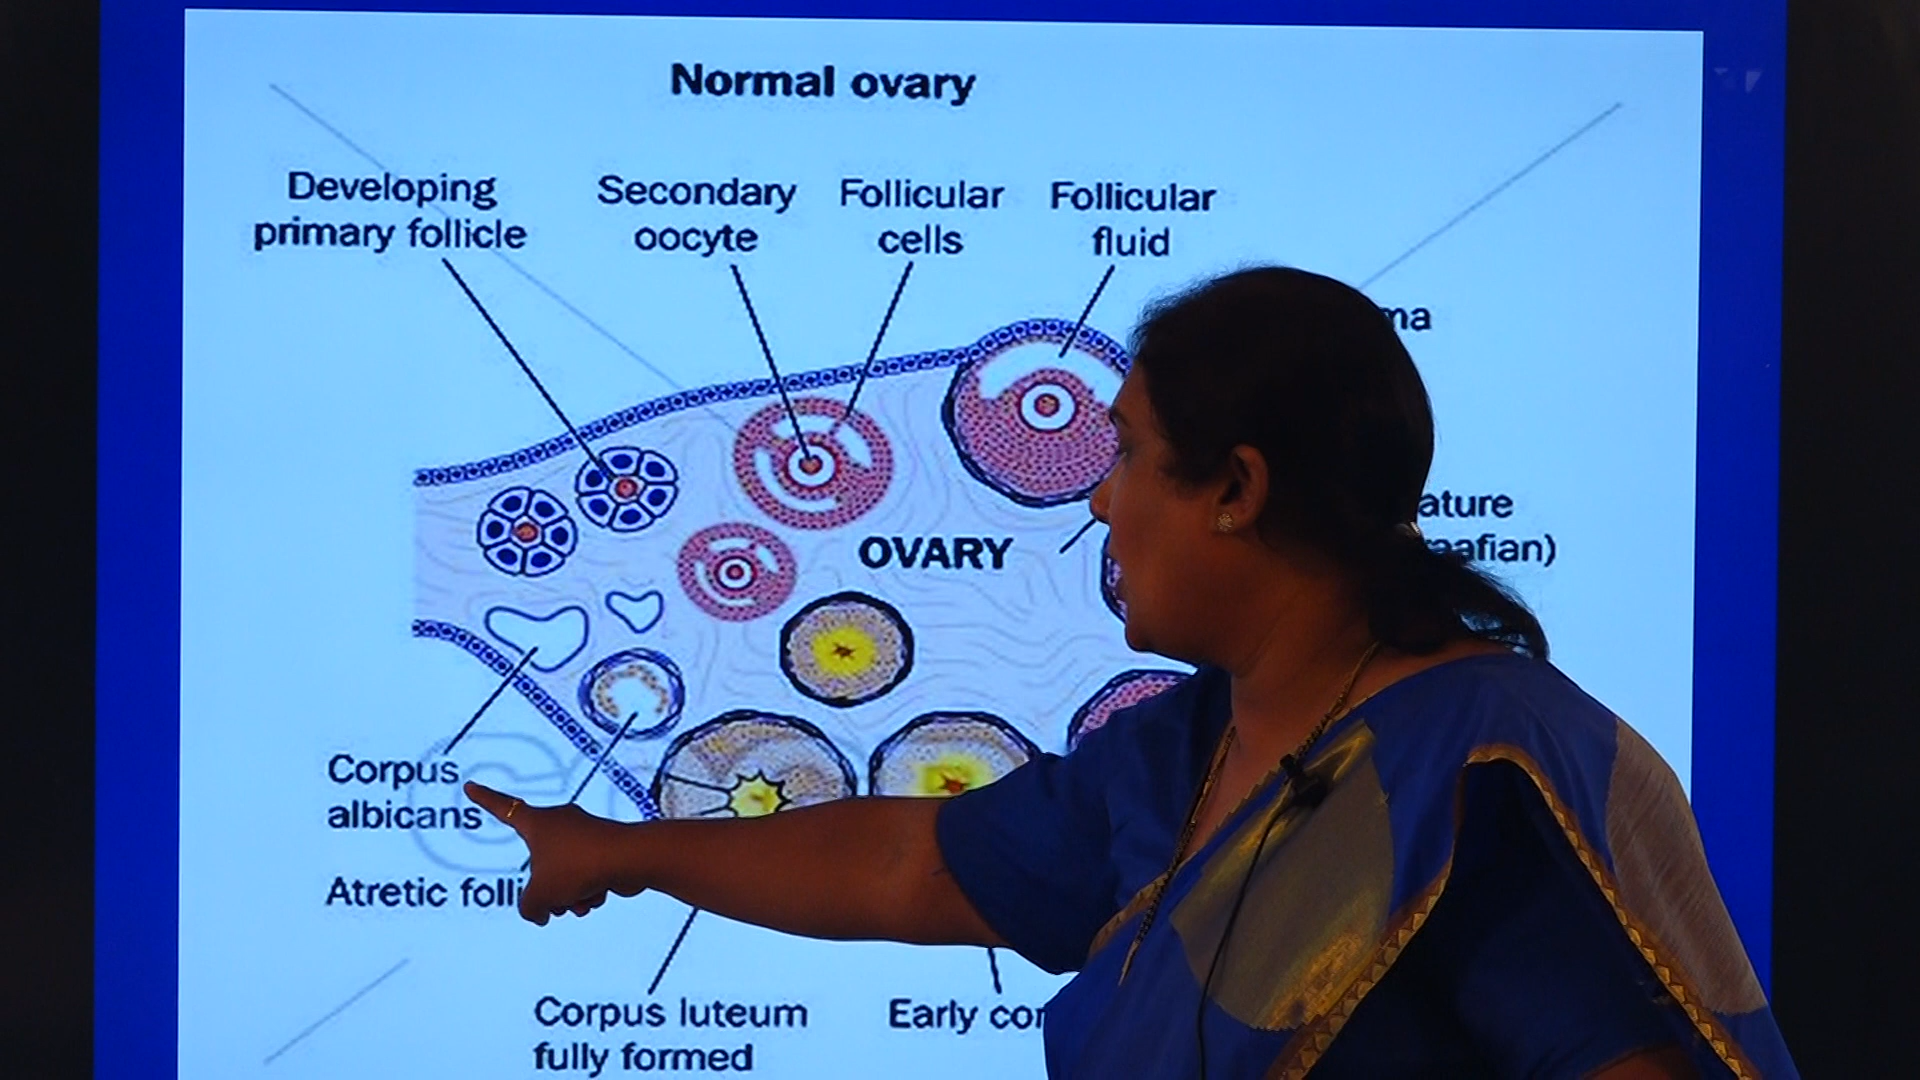 Normal ovary
Developing
primary follicle
Secondary
oocyte
Follicular
cells
Follicular
fluid
ma
OVARY
ature
aafian)
Corpus
albicans
Atretic folli
Corpus luteum
fully formed
Early cor